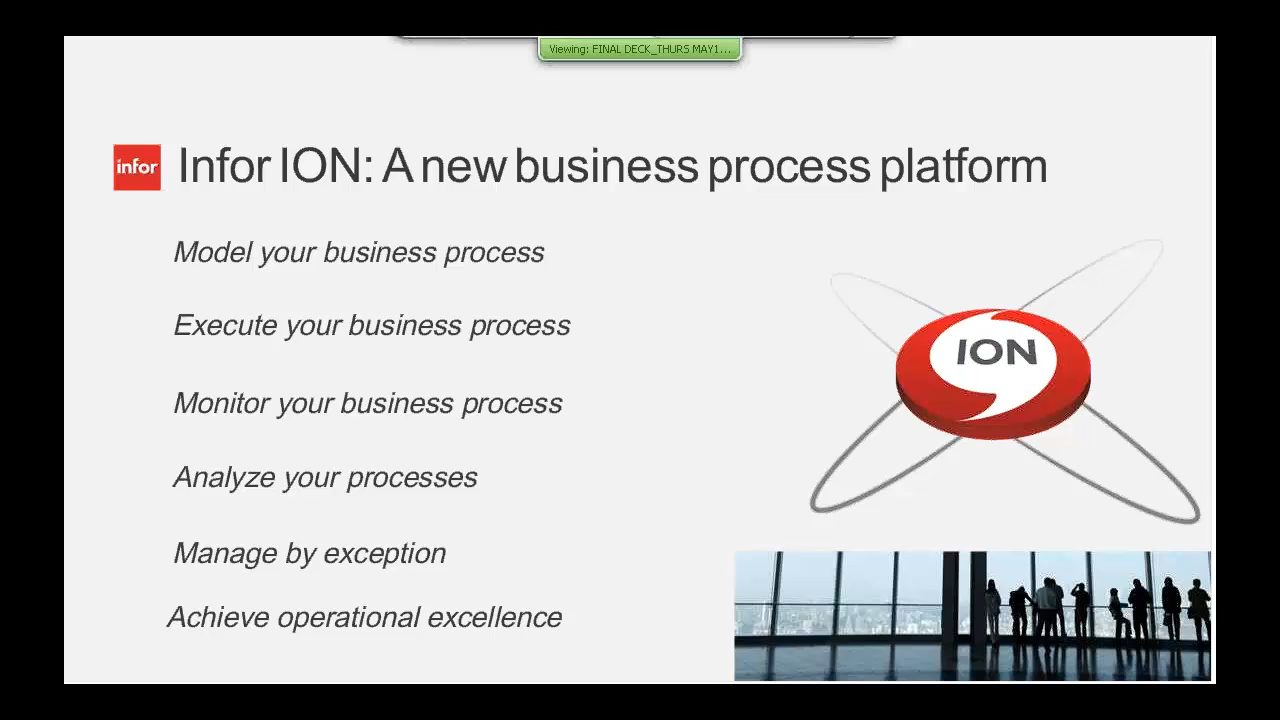 Viewing: FINAL DECK_THURS MAY1...
infor
Infor ION: A new business process platform
Model your business process
Execute your business process
Monitor your business process
Analyze your processes
Manage by exception
Achieve operational excellence
ION